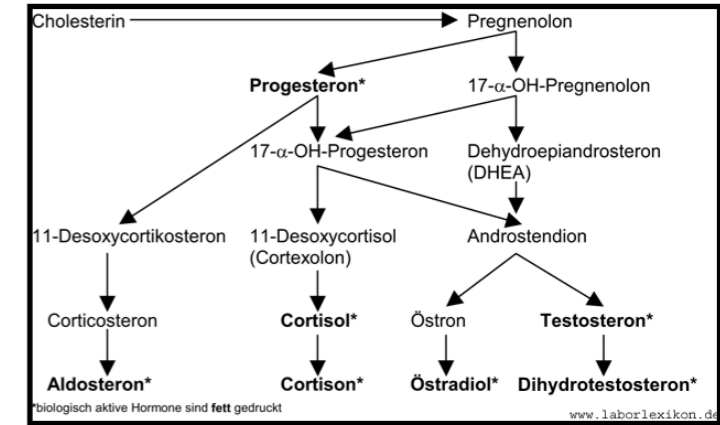 Cholesterin
Pregnenolon
Progesteron*
17-α-OH-Pregnenolon
17-α-OH-Progesteron
Dehydroepiandrosteron
(DHEA)
11-Desoxycortikosteron
11-Desoxycortisol
(Cortexolon)
Androstendion
Corticosteron
Cortisol*
Östron
Testosteron*
Aldosteron*
Cortison*
Östradiol*
Dihydrotestosteron*
*biologisch aktive Hormone sind fett gedruckt
www.laborlexikon.de